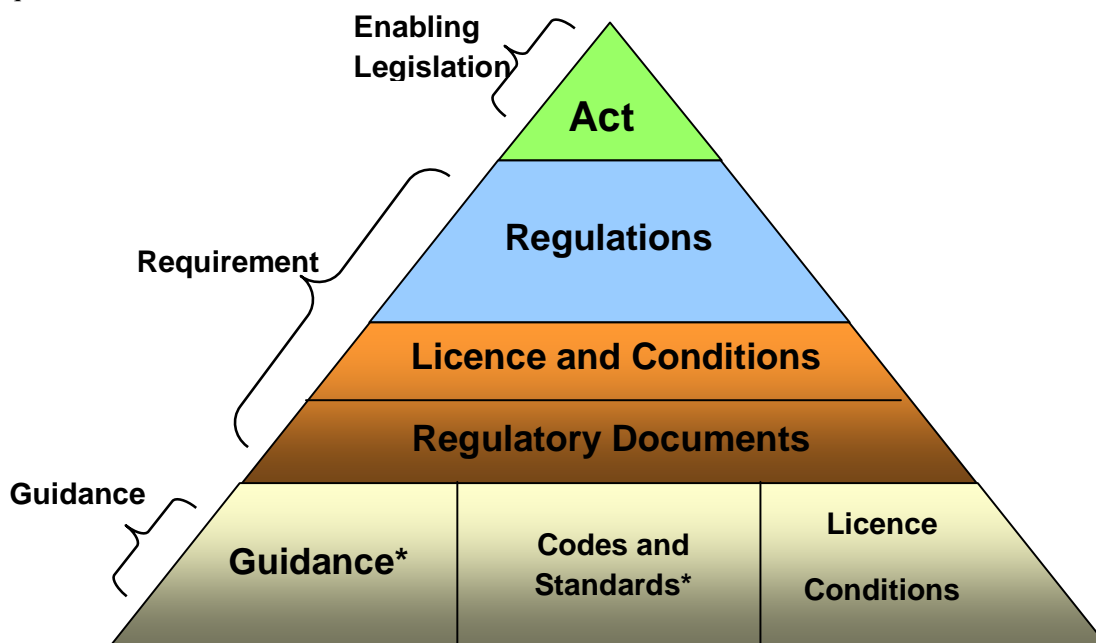 Enabling
Legislation
Act
Regulations
Requirement
Licence and Conditions
Regulatory Documents
Guidance
Guidance*
Codes and
Standards*
Licence
Conditions